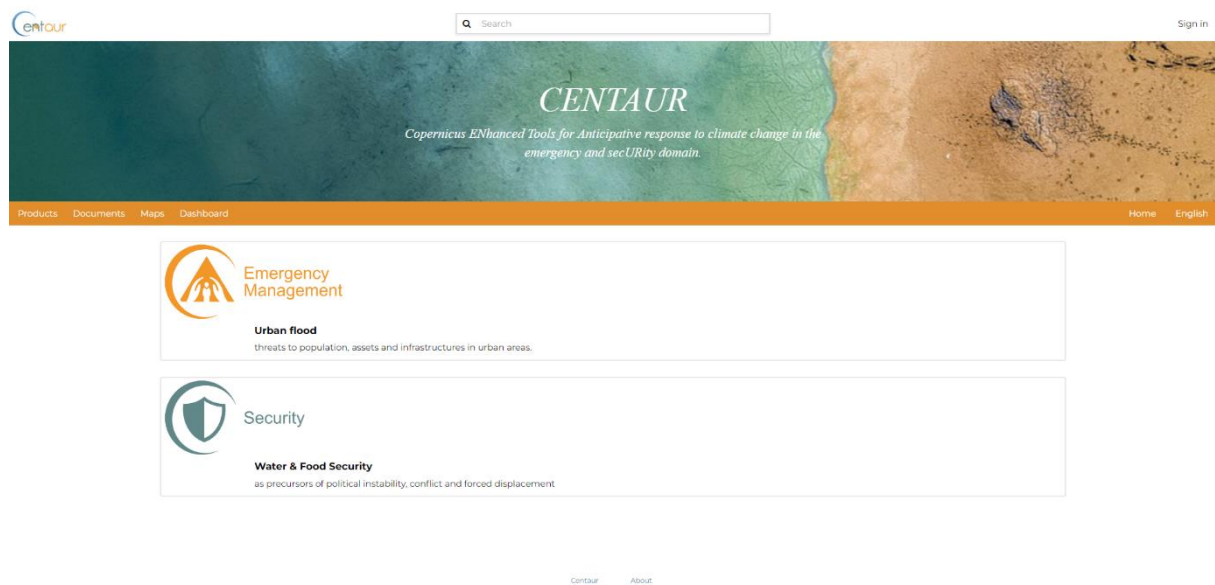 Centaur
Search
Sign in
CENTAUR
Copernicus ENhanced Tools for Anticipative response to climate change in the
emergency and secURity domain.
Products Documents Maps Dashboard Home English
Emergency
Management
Urban flood
threats to population, assets and infrastructures in urban areas.
Security
Water & Food Security
as precursors of political instability, conflict and forced displacement
Centaur About